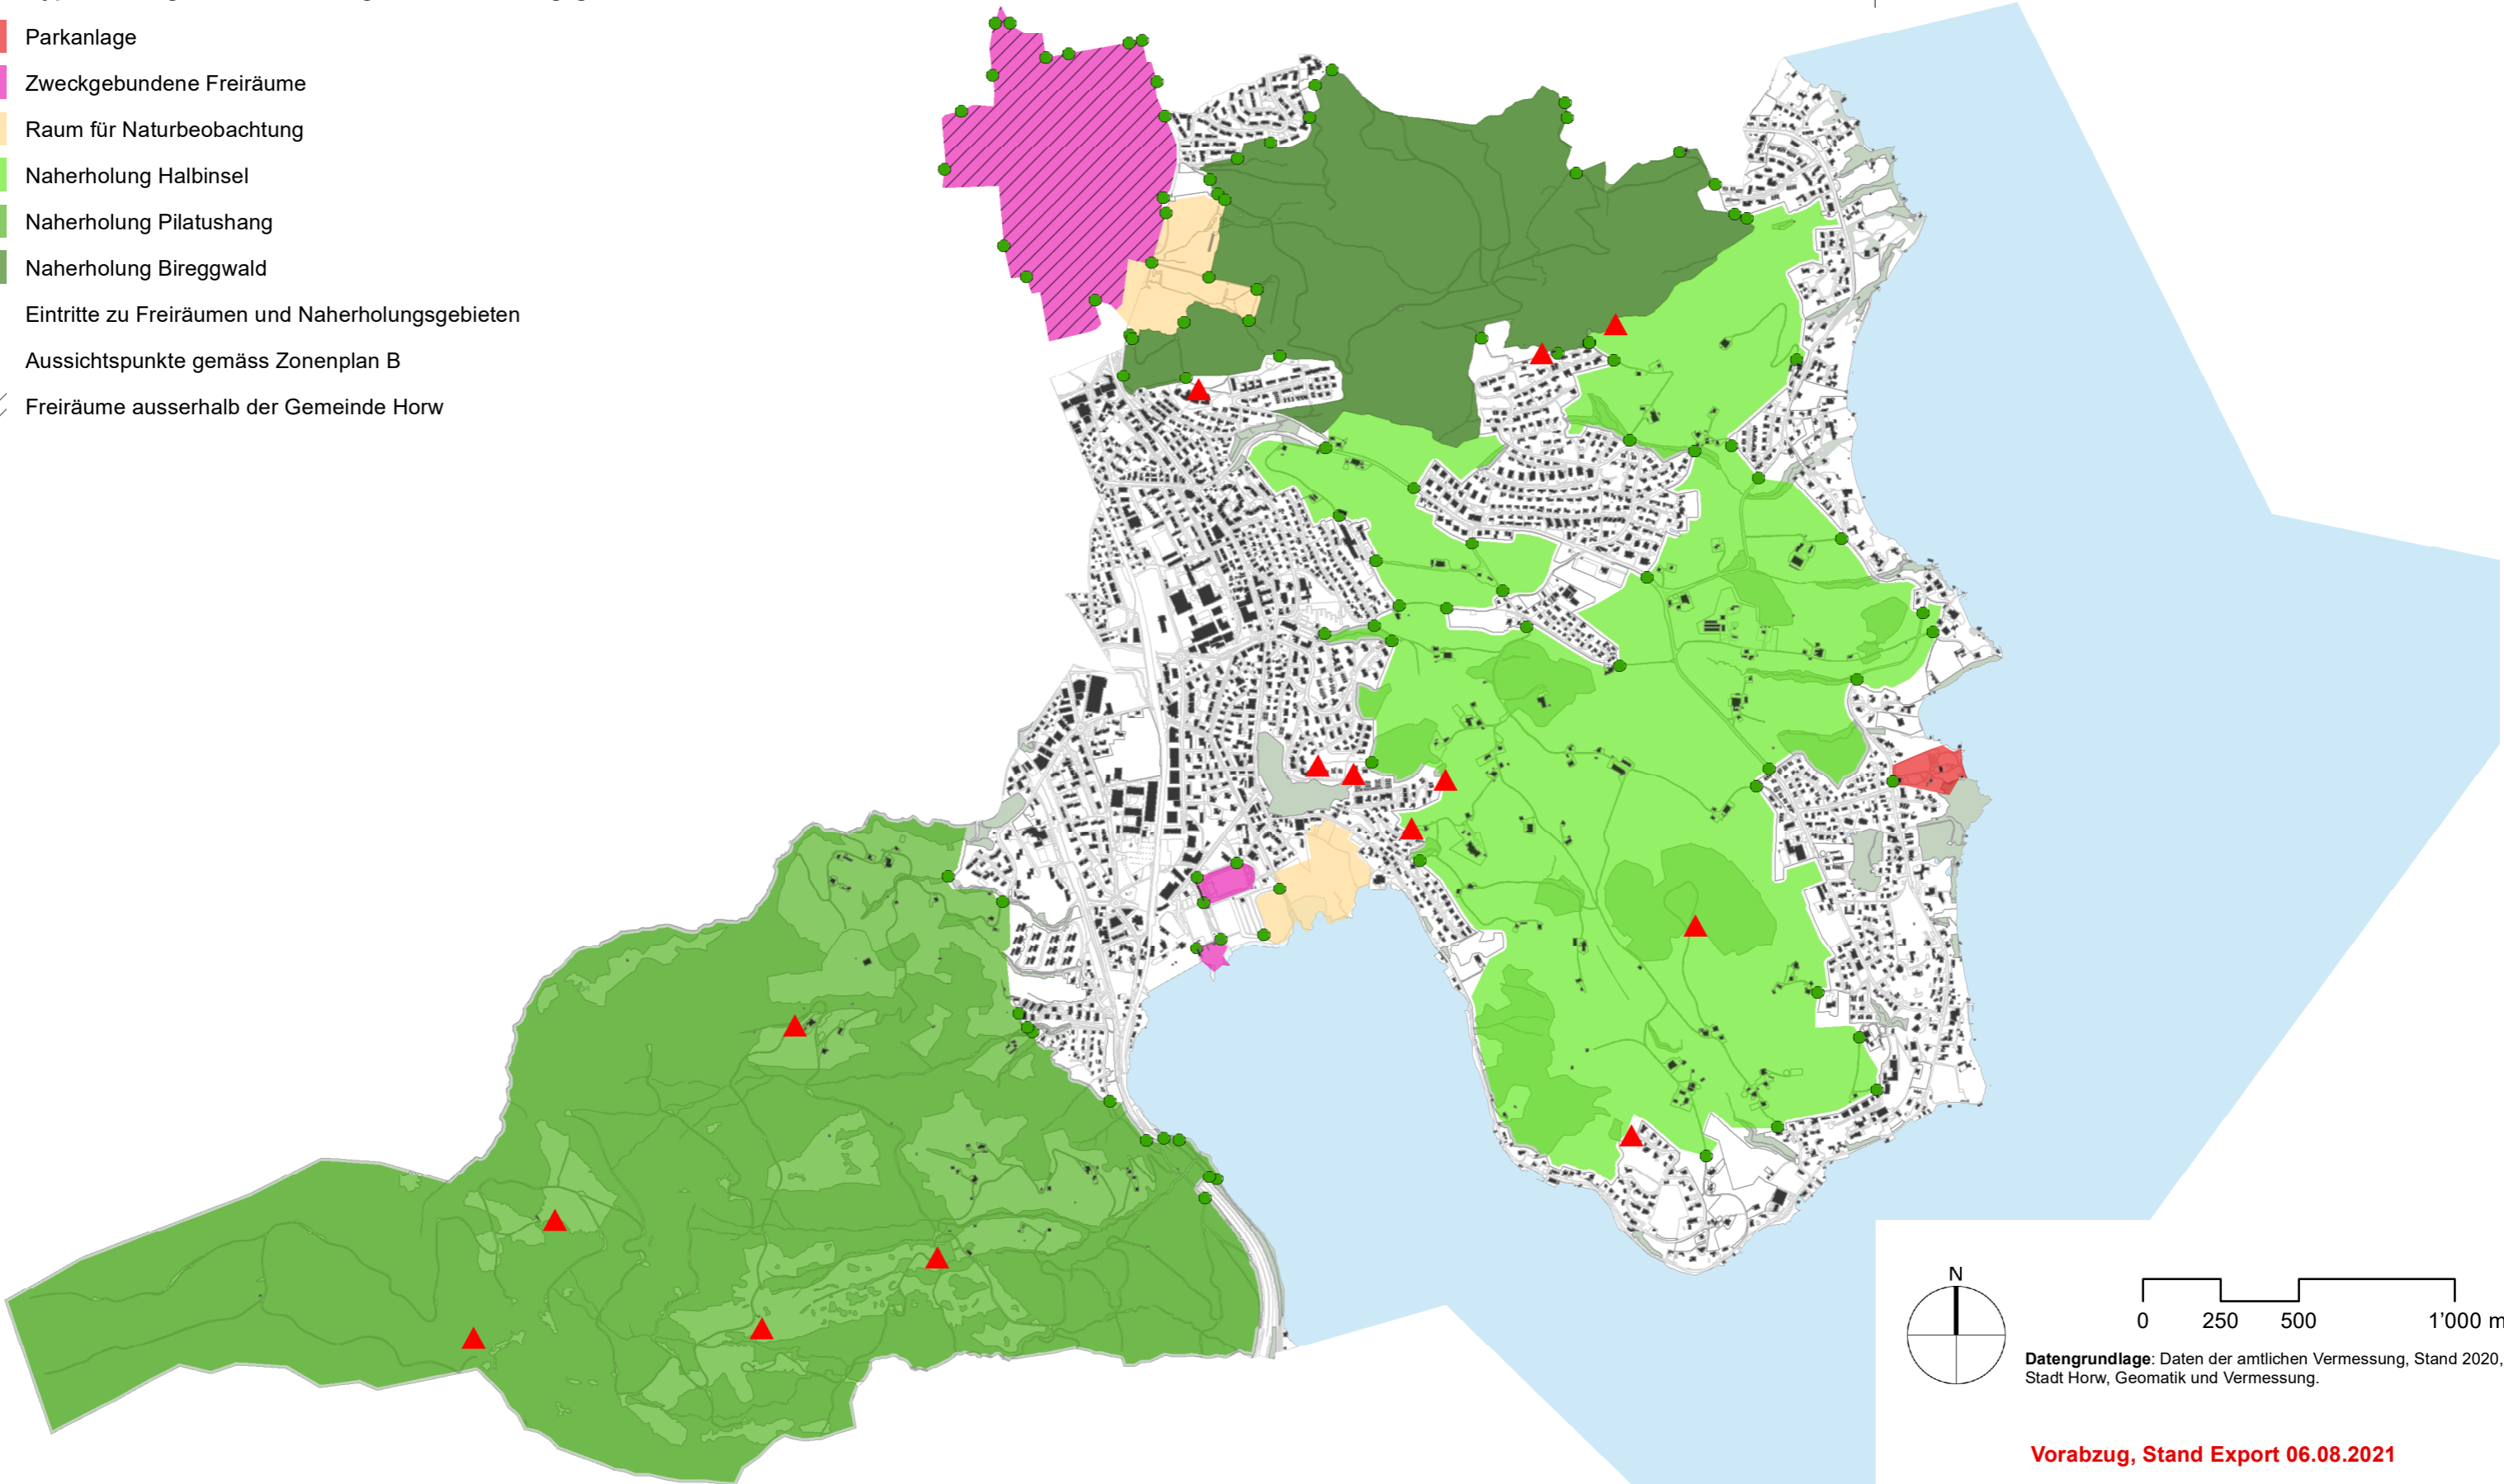 Parkanlage
Zweckgebundene Freiräume
Raum für Naturbeobachtung
Naherholung Halbinsel
Naherholung Pilatushang
Naherholung Bireggwald
Eintritte zu Freiräumen und Naherholungsgebieten
Aussichtspunkte gemäss Zonenplan B
Freiräume ausserhalb der Gemeinde Horw
N
0 250 500 1'000 m
Datengrundlage: Daten der amtlichen Vermessung, Stand 2020,
Stadt Horw, Geomatik und Vermessung.
Vorabzug, Stand Export 06.08.2021